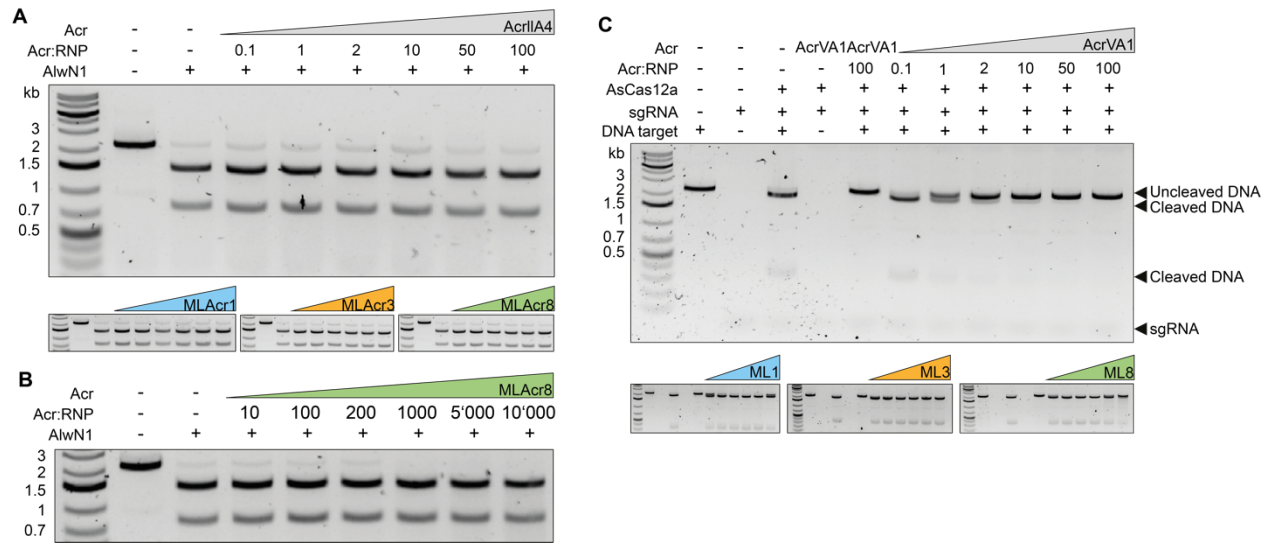 A
Acr - - AcrIIA4
Acr:RNP 0.1 1 2 10 50 100
AlwN1 - + + + + + + +
kb
3
2
1.5
1
0.7
0.5
MLAcr1 MLAcr3 MLAcr8
B
Acr - - MLAcr8
Acr:RNP 10 100 200 1000 5'000 10'000
AlwN1 - + + + + + + +
3
2
1.5
1
0.7
C
Acr - - - AcrVA1AcrVA1 AcrVA1
Acr:RNP 100 0.1 1 2 10 50 100
AsCas12a - - + + + + + + + + +
sgRNA - + + - + + + + + + +
DNA target + - + - + + + + + + +
kb
3
2
1.5
1
0.7
0.5
Uncleaved DNA
Cleaved DNA
Cleaved DNA
sgRNA
ML1 ML3 ML8